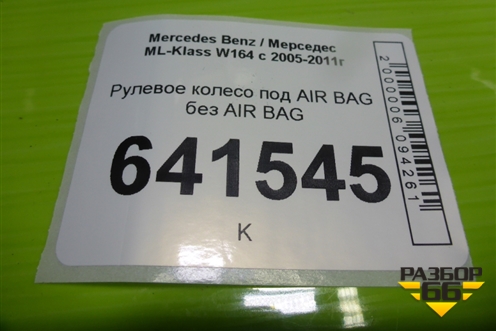 Mercedes Benz / Мерседес
ML-Klass W164 с 2005-2011г
Рулевое колесо под AIR BAG
без AIR BAG
641545
К
2000006094261
РАЗБОР
66